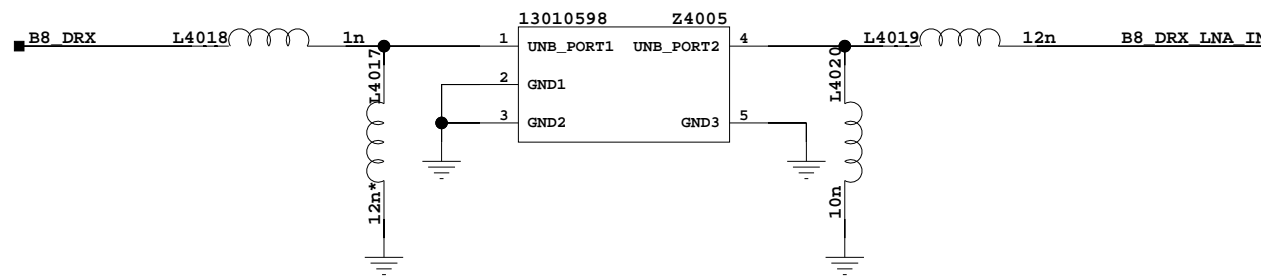 13010598 Z4005
B8_DRX L4018 1n 1 UNB_PORT1 UNB_PORT2 4 L4019 12n B8_DRX_LNA_IN
L4017
L4020
2 GND1
3 GND2 GND3 5
12n*
10n